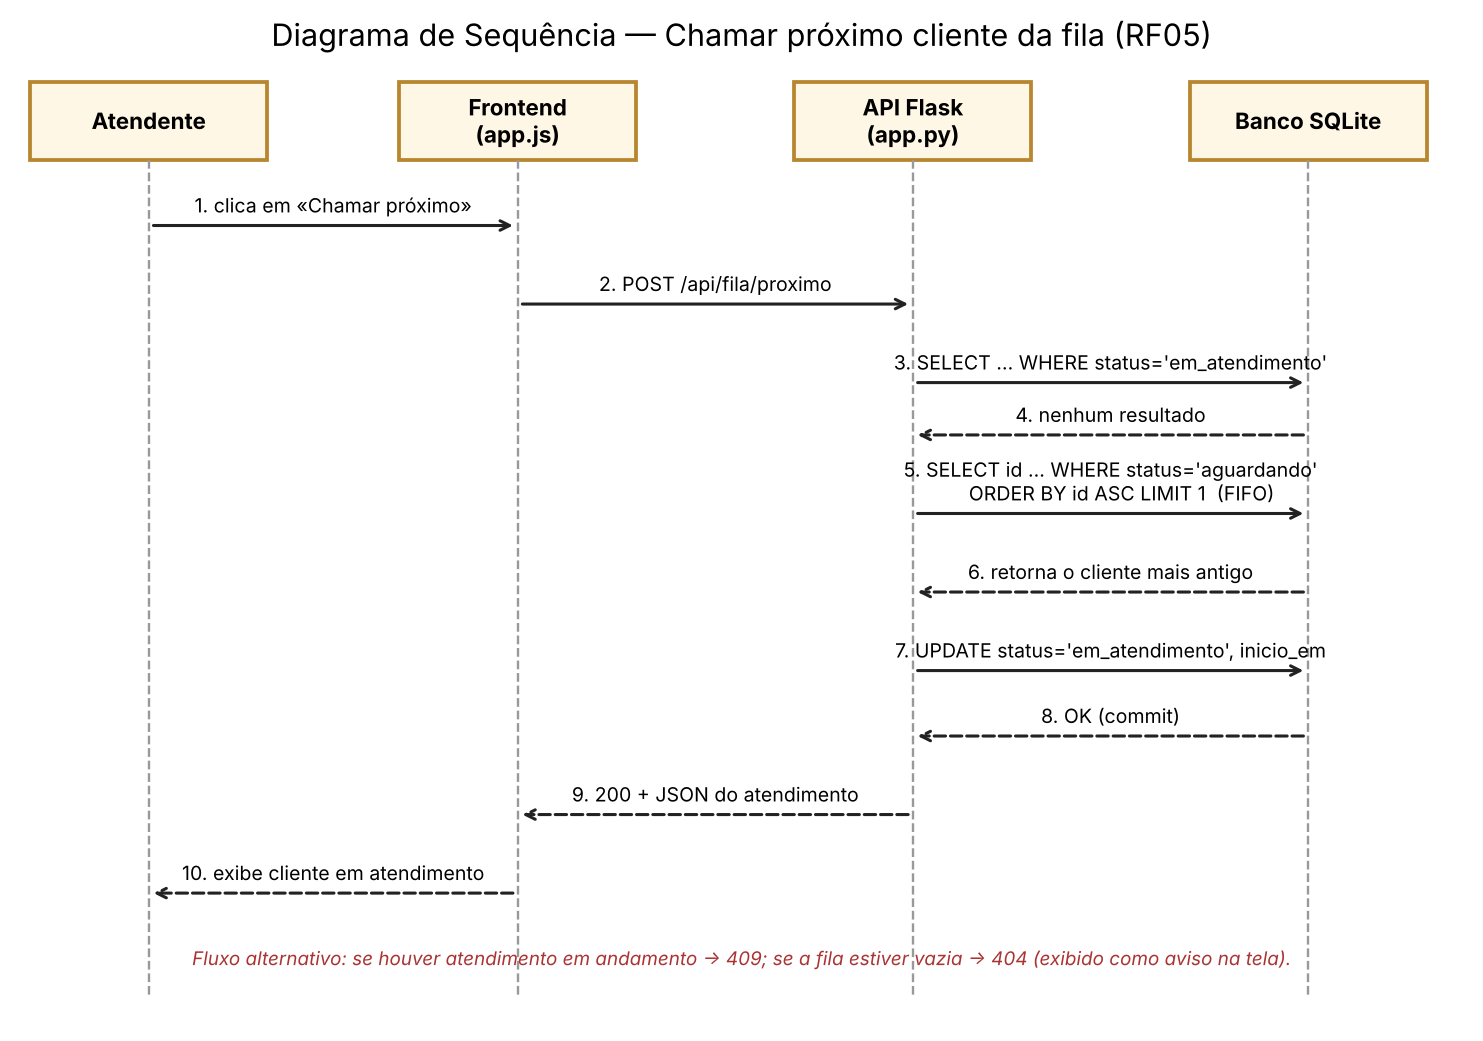 Diagrama de Sequência — Chamar próximo cliente da fila (RF05)
Atendente
Frontend
(app.js)
API Flask
(app.py)
Banco SQLite
1. clica em «Chamar próximo»
2. POST /api/fila/proximo
3. SELECT ... WHERE status='em_atendimento'
4. nenhum resultado
5. SELECT id ... WHERE status='aguardando'
ORDER BY id ASC LIMIT 1 (FIFO)
6. retorna o cliente mais antigo
7. UPDATE status='em_atendimento', inicio_em
8. OK (commit)
9. 200 + JSON do atendimento
10. exibe cliente em atendimento
Fluxo alternativo: se houver atendimento em andamento → 409; se a fila estiver vazia → 404 (exibido como aviso na tela).